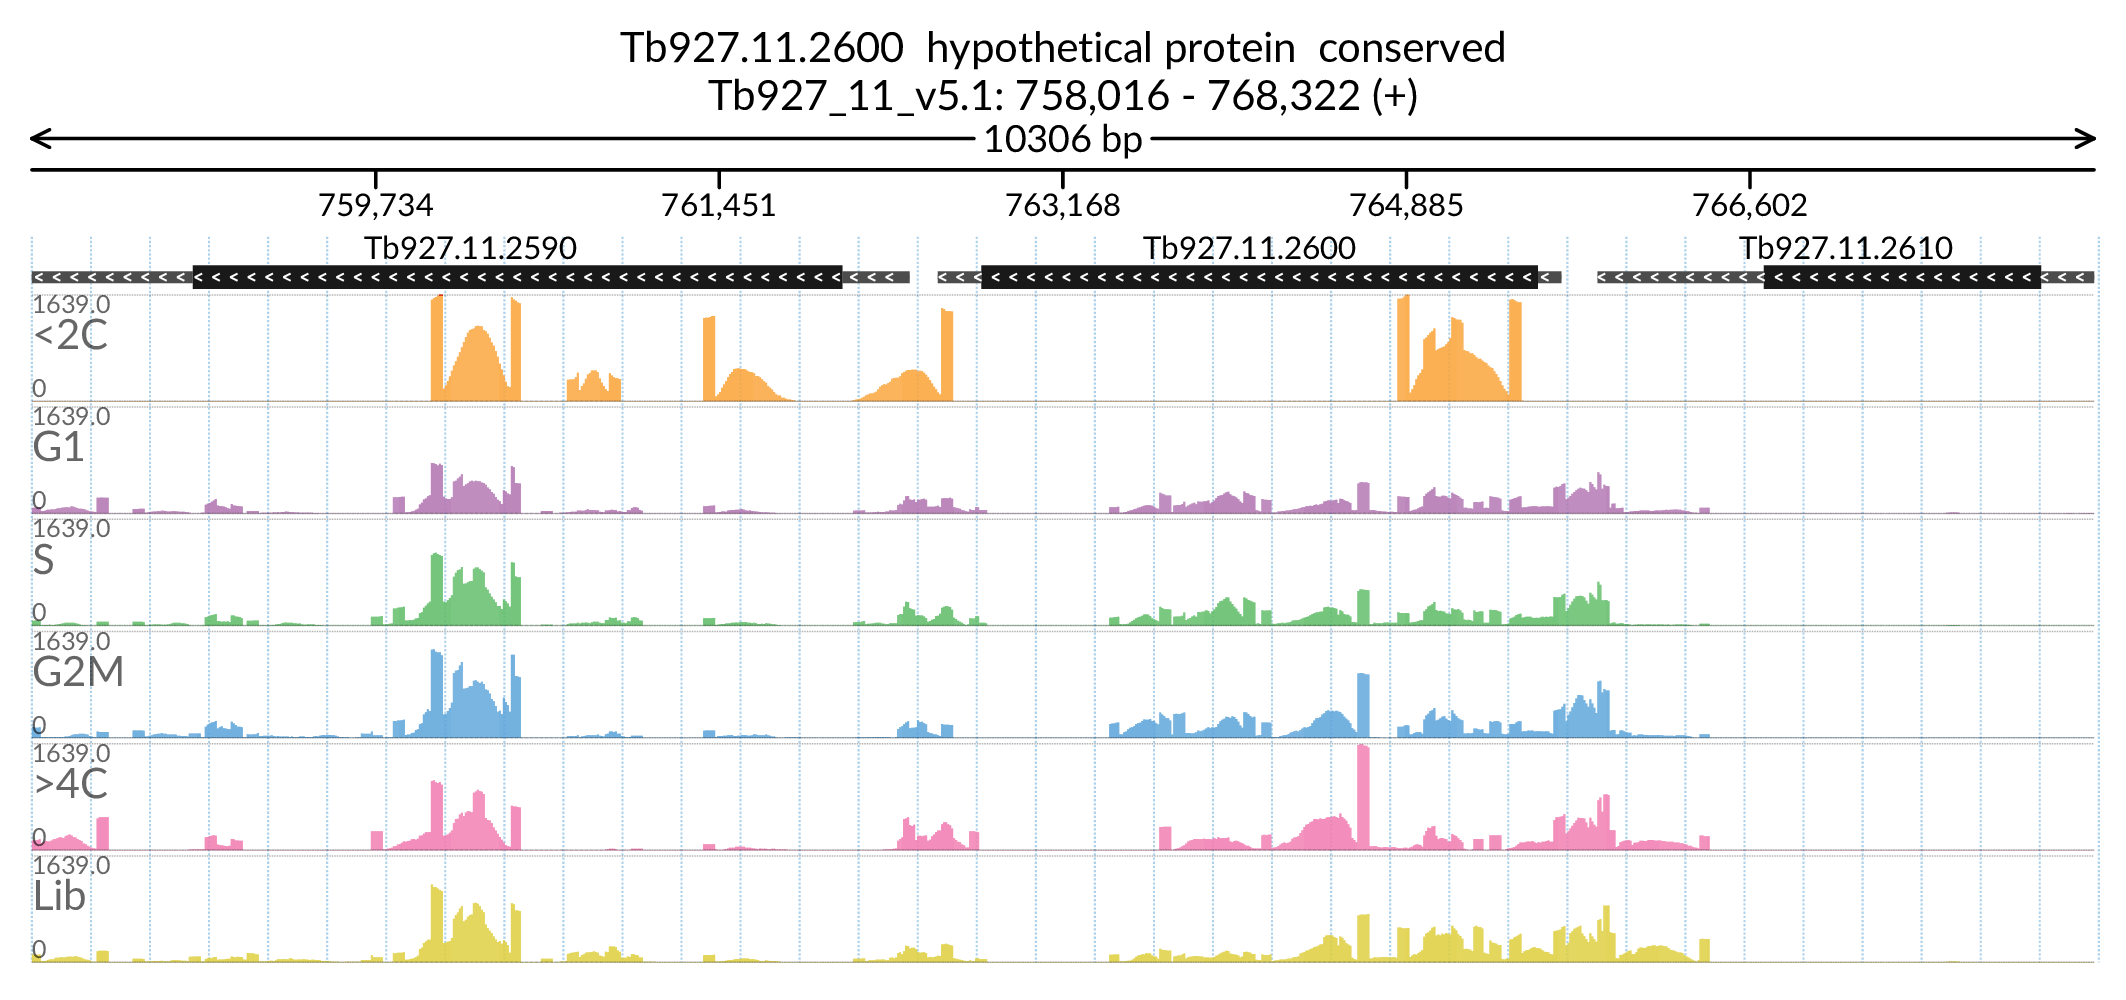 Tb927.11.2600 hypothetical protein conserved
Tb927_11_v5.1: 758,016 - 768,322 (+)
10306 bp
759,734 761,451 763,168 764,885 766,602
Tb927.11.2590 Tb927.11.2600 Tb927.11.2610
1639.0
<2C
0
1639.0
G1
0
1639.0
S
0
1639.0
G2M
0
1639.0
>4C
0
1639.0
Lib
0